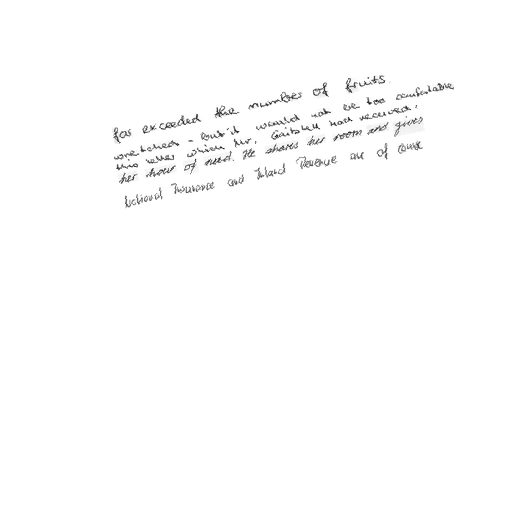 far exceeded the number of fruits.
wretched - but it would not be too comfortable
this letter which Mr. Gaitskell had received.
her hour of need. He shares her room and gives
National Insurance and Inland Revenue are of course